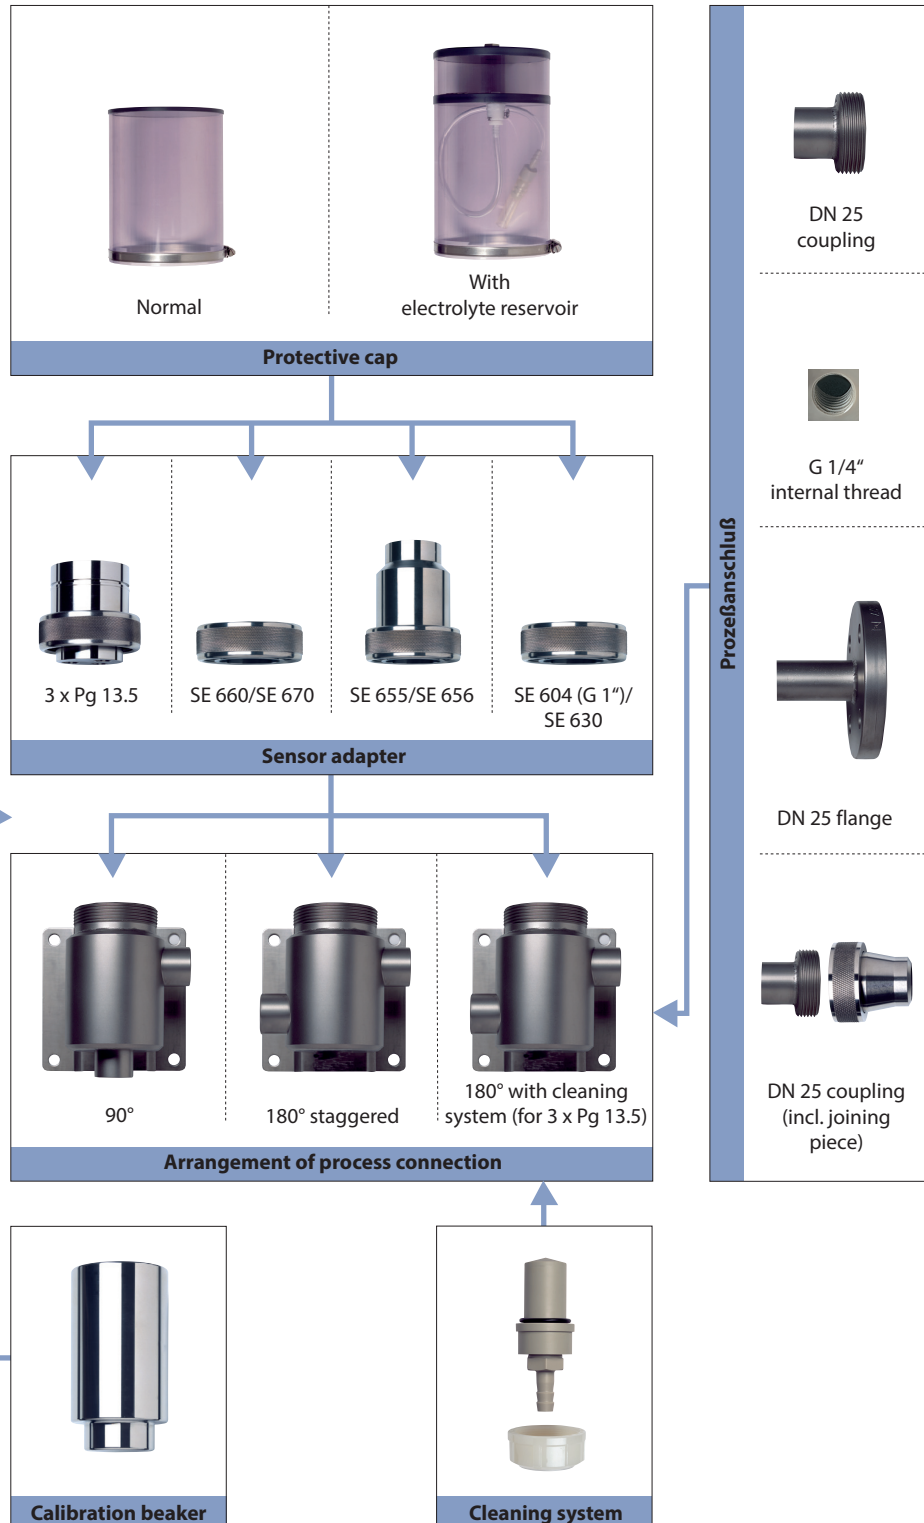 Normal
With
electrolyte reservoir
Protective cap
3 x Pg 13.5
SE 660/SE 670
SE 655/SE 656
SE 604 (G 1“)/
SE 630
Sensor adapter
90°
180° staggered
180° with cleaning
system (for 3 x Pg 13.5)
Arrangement of process connection
Calibration beaker
Cleaning system
Prozeßanschluß
DN 25
coupling
G 1/4“
internal thread
DN 25 flange
DN 25 coupling
(incl. joining
piece)